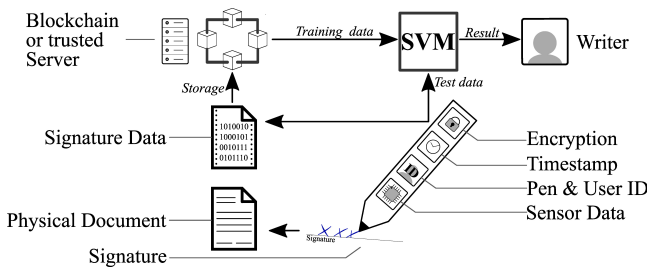 Blockchain
or trusted
Server
Training data
SVM
Result
Writer
Storage
Test data
Signature Data
1010010
1000101
0010111
0101110
Encryption
Timestamp
ID
Pen & User ID
Sensor Data
Physical Document
Signature
Signature